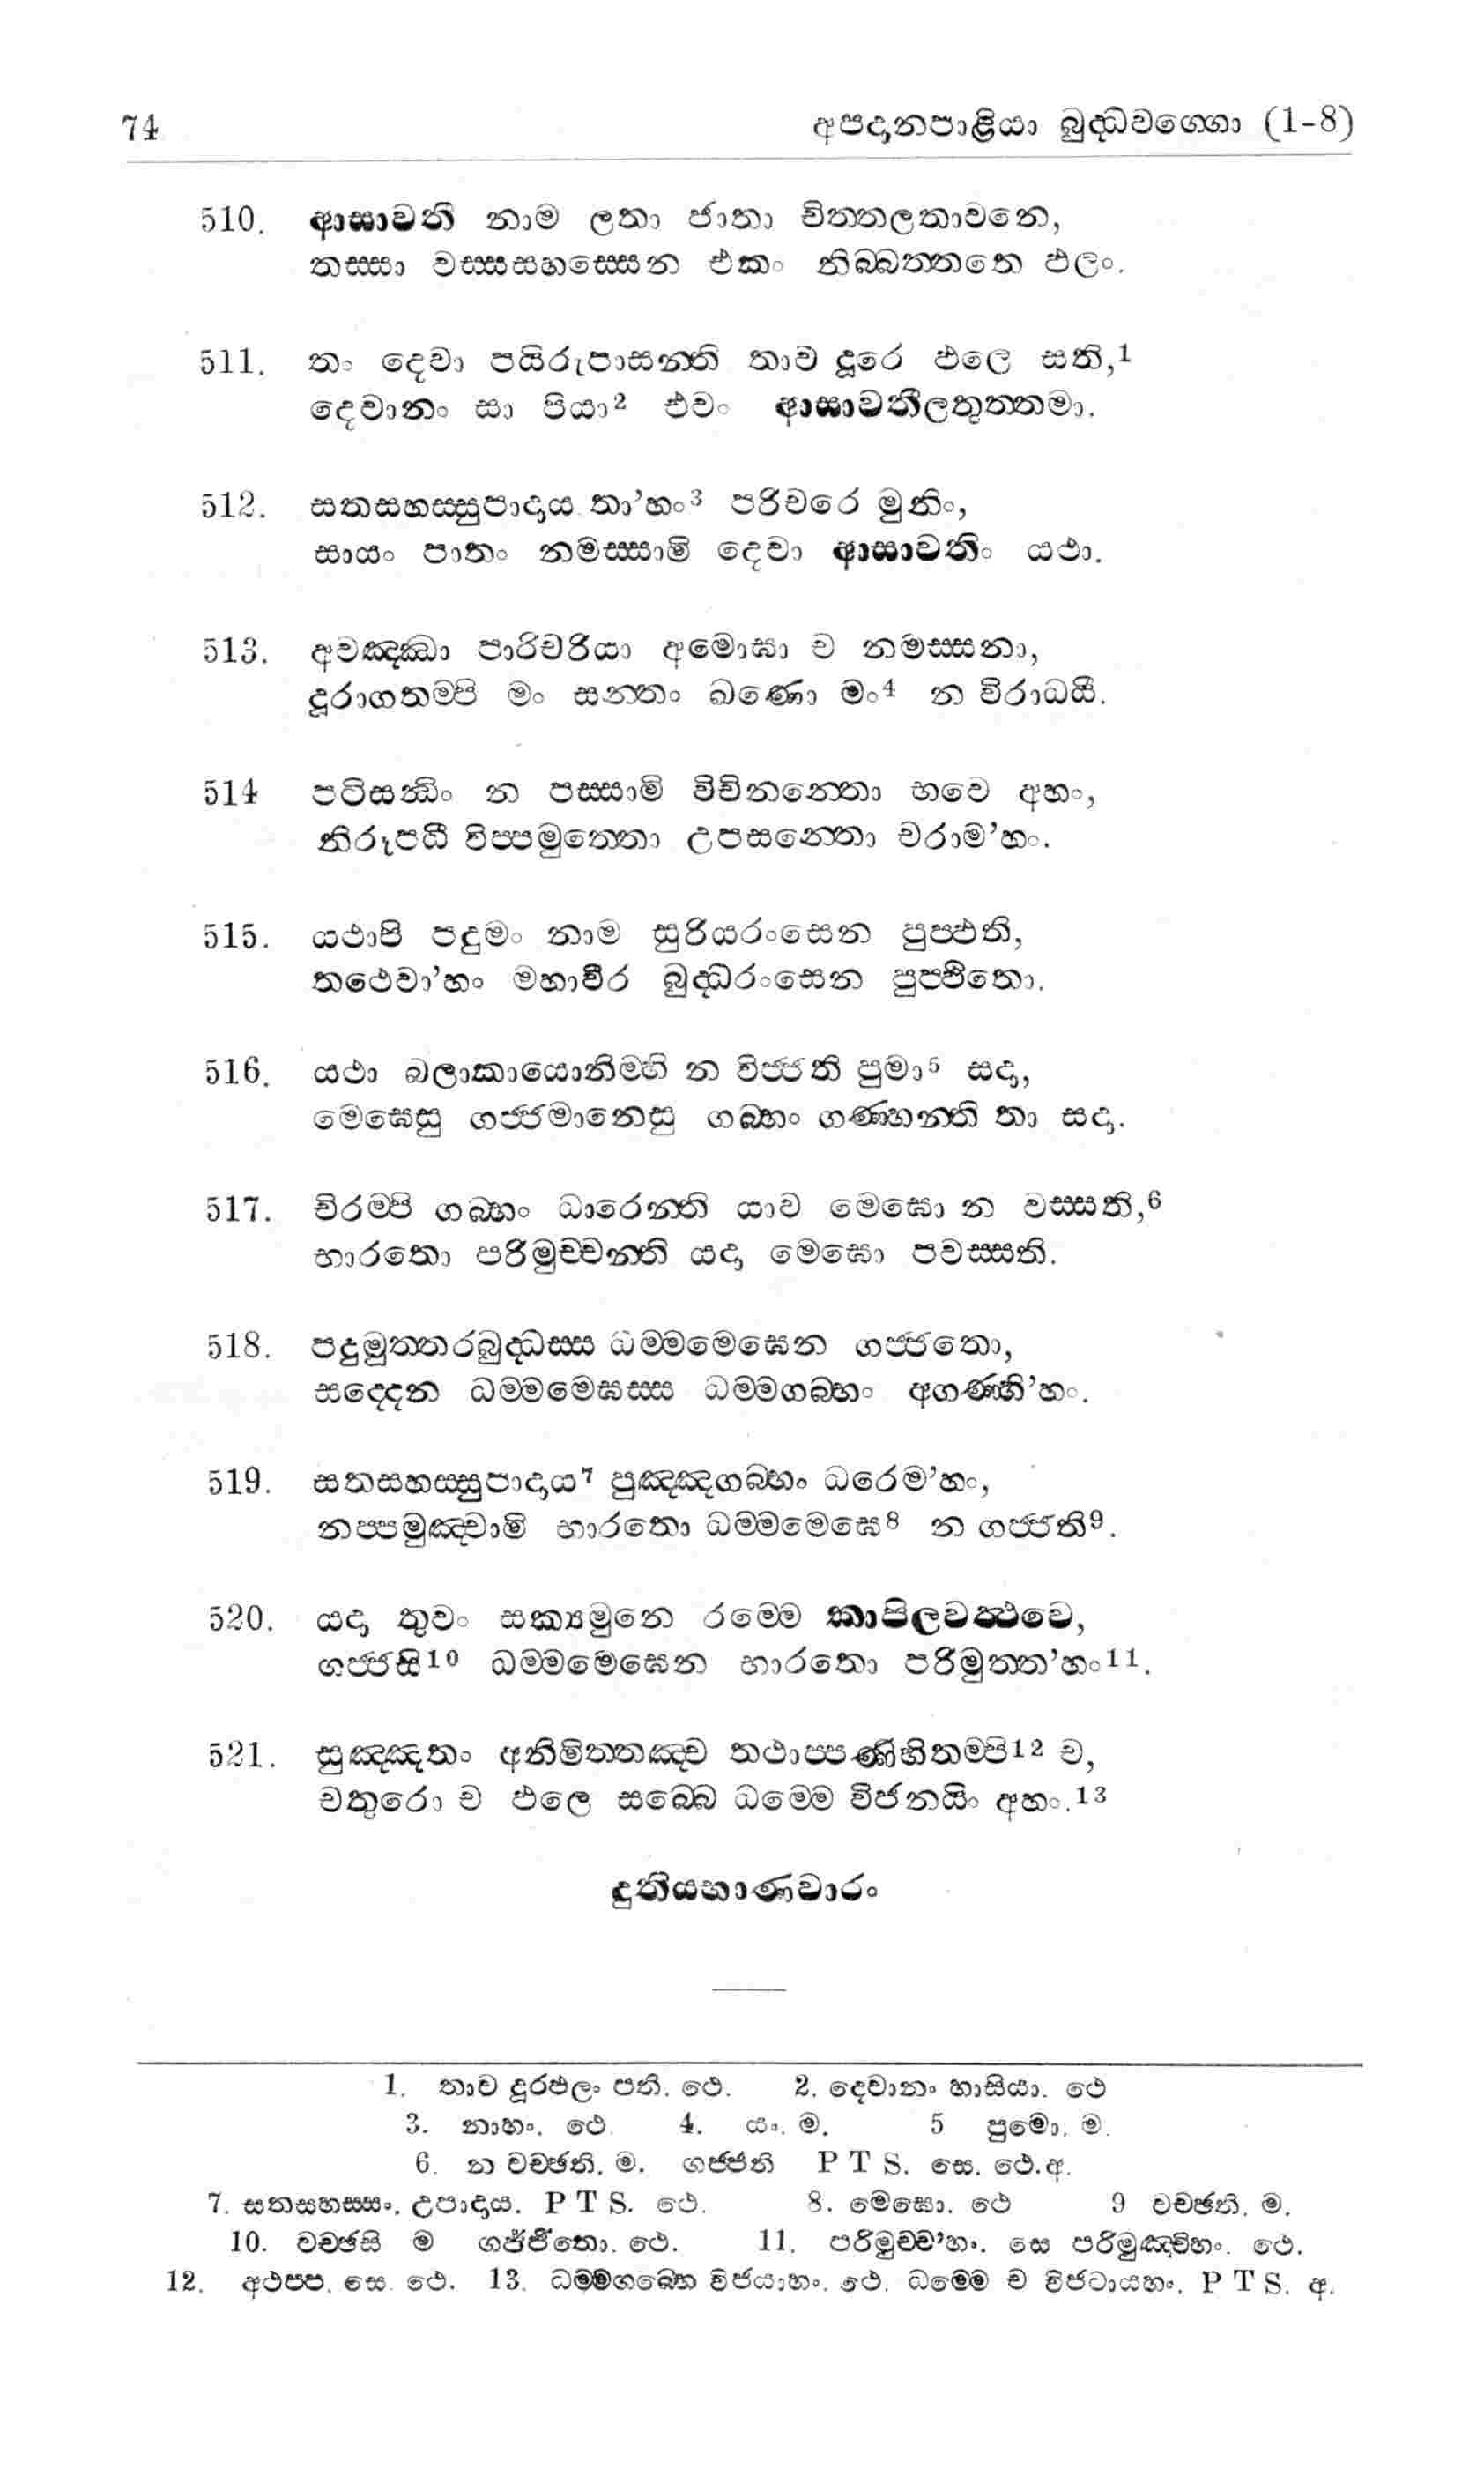 74 අපදානපාළියා බුද්ධවග්ගො (1-8)
510. ආසාවතී නාම ලතා ජාතා චිත්තලතාවනෙ,
තස්සා වස්සසහස්සෙන එකං නිබ්බත්තතෙ ඵලං.
511. තං දෙවා පයිරුපාසන්ති තාව දූරෙ ඵලෙ සති,1
දෙවානං සා පියා2 එවං ආසාවතීලතුත්තමා.
512. සතසහස්සුපාදාය තා’හං3 පරිචරෙ මුනිං,
සායං පාතං නමස්සාමි දෙවා ආසාවතිං යථා.
513. අවඤ්ඣා පාරිචරියා අමොඝා ච නමස්සනා,
දූරාගතම්පි මං සන්තං ඛණො මං4 න විරාධයී.
514 පටිසන්ධිං න පස්සාමි විචිනන්තො භවෙ අහං,
නිරූපධී විප්පමුත්තො උපසන්තො චරාම’හං.
515. යථාපි පදුමං නාම සුරියරංසෙන පුප්ඵති,
තථෙවා’හං මහාවීර බුද්ධරංසෙන පුප්ඵිතො.
516. යථා බලාකායොනිම්හි න විජ්ජති පුමා5 සදා,
මෙඝෙසු ගජ්ජමානෙසු ගබ්භං ගණ්හන්ති තා සදා.
517. චිරම්පි ගබ්භං ධාරෙන්ති යාව මෙඝො න වස්සති,6
භාරතො පරිමුච්චන්ති යදා මෙඝො පවස්සති.
518. පදුමුත්තරබුද්ධස්ස ධම්මමෙඝෙන ගජ්ජතො,
සද්දෙන ධම්මමෙඝස්ස ධම්මගබ්භං අගණ්හි’හං.
519. සතසහස්සුපාදාය7 පුඤ්ඤගබ්භං ධරෙම’හං,
නප්පමුඤ්චාමි භාරතො ධම්මමෙඝෙ8 න ගජ්ජති9.
520. යදා තුවං සක්‍යමුනෙ රම්මෙ කාපිලවත්ථවෙ,
ගජ්ජසි10 ධම්මමෙඝෙන භාරතො පරිමුත්ත’හං11.
521. සුඤ්ඤතං අනිමිත්තඤ්ච තථාප්පණිහිතම්පි12 ච,
චතුරො ච ඵලෙ සබ්බෙ ධම්මෙ විජනයිං අහං.13
දුතියභාණවාරං
1. තාව දූරඵලං පති. ථෙ. 2. දෙවානං හාසියා. ථෙ
3. නාහං. ථෙ. 4. යං. ම. 5 පුමො. ම.
6. න වච්ඡති. ම. ගජ්ජති P T S. සෙ. ථෙ.අ.
7. සතසහස්සං. උපාදාය. P T S. ථෙ. 8. මෙඝො. ථෙ 9 වච්ඡති. ම.
10. වච්ඡසි ම ගජ්ජිතො. ථෙ. 11. පරිමුච්ච’හං. සෙ පරිමුඤ්චිහං. ථෙ.
12. අථප්ප. සෙ. ථෙ. 13. ධම්මගබ්භෙ විජයාහං. ථෙ. ධම්මෙ ච විජටායහං. P T S. අ.